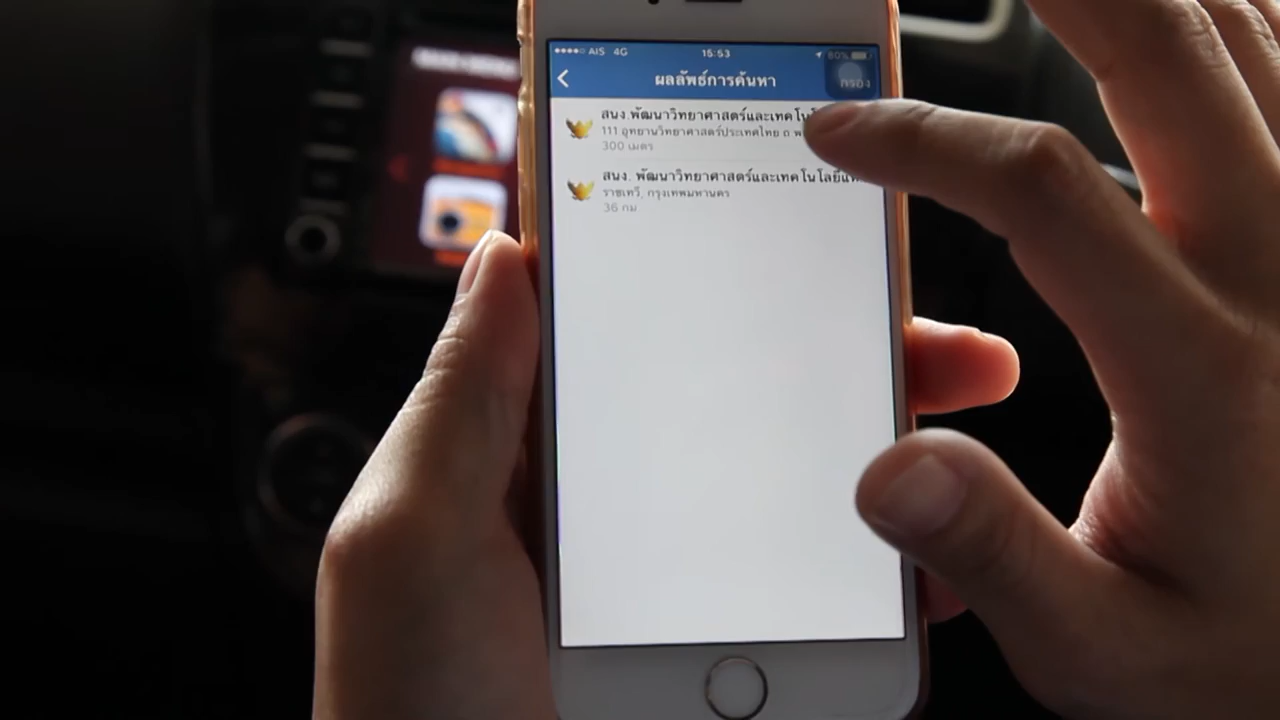 AIS 4G 15:53 80%
ผลลัพธ์การค้นหา กรอง
สนง.พัฒนาวิทยาศาสตร์และเทคโนโ
111 อุทยานวิทยาศาสตร์ประเทศไทย ถ
300 เมตร
สนง. พัฒนาวิทยาศาสตร์และเทคโนโลยีแห
ราชเทวี, กรุงเทพมหานคร
36 กม